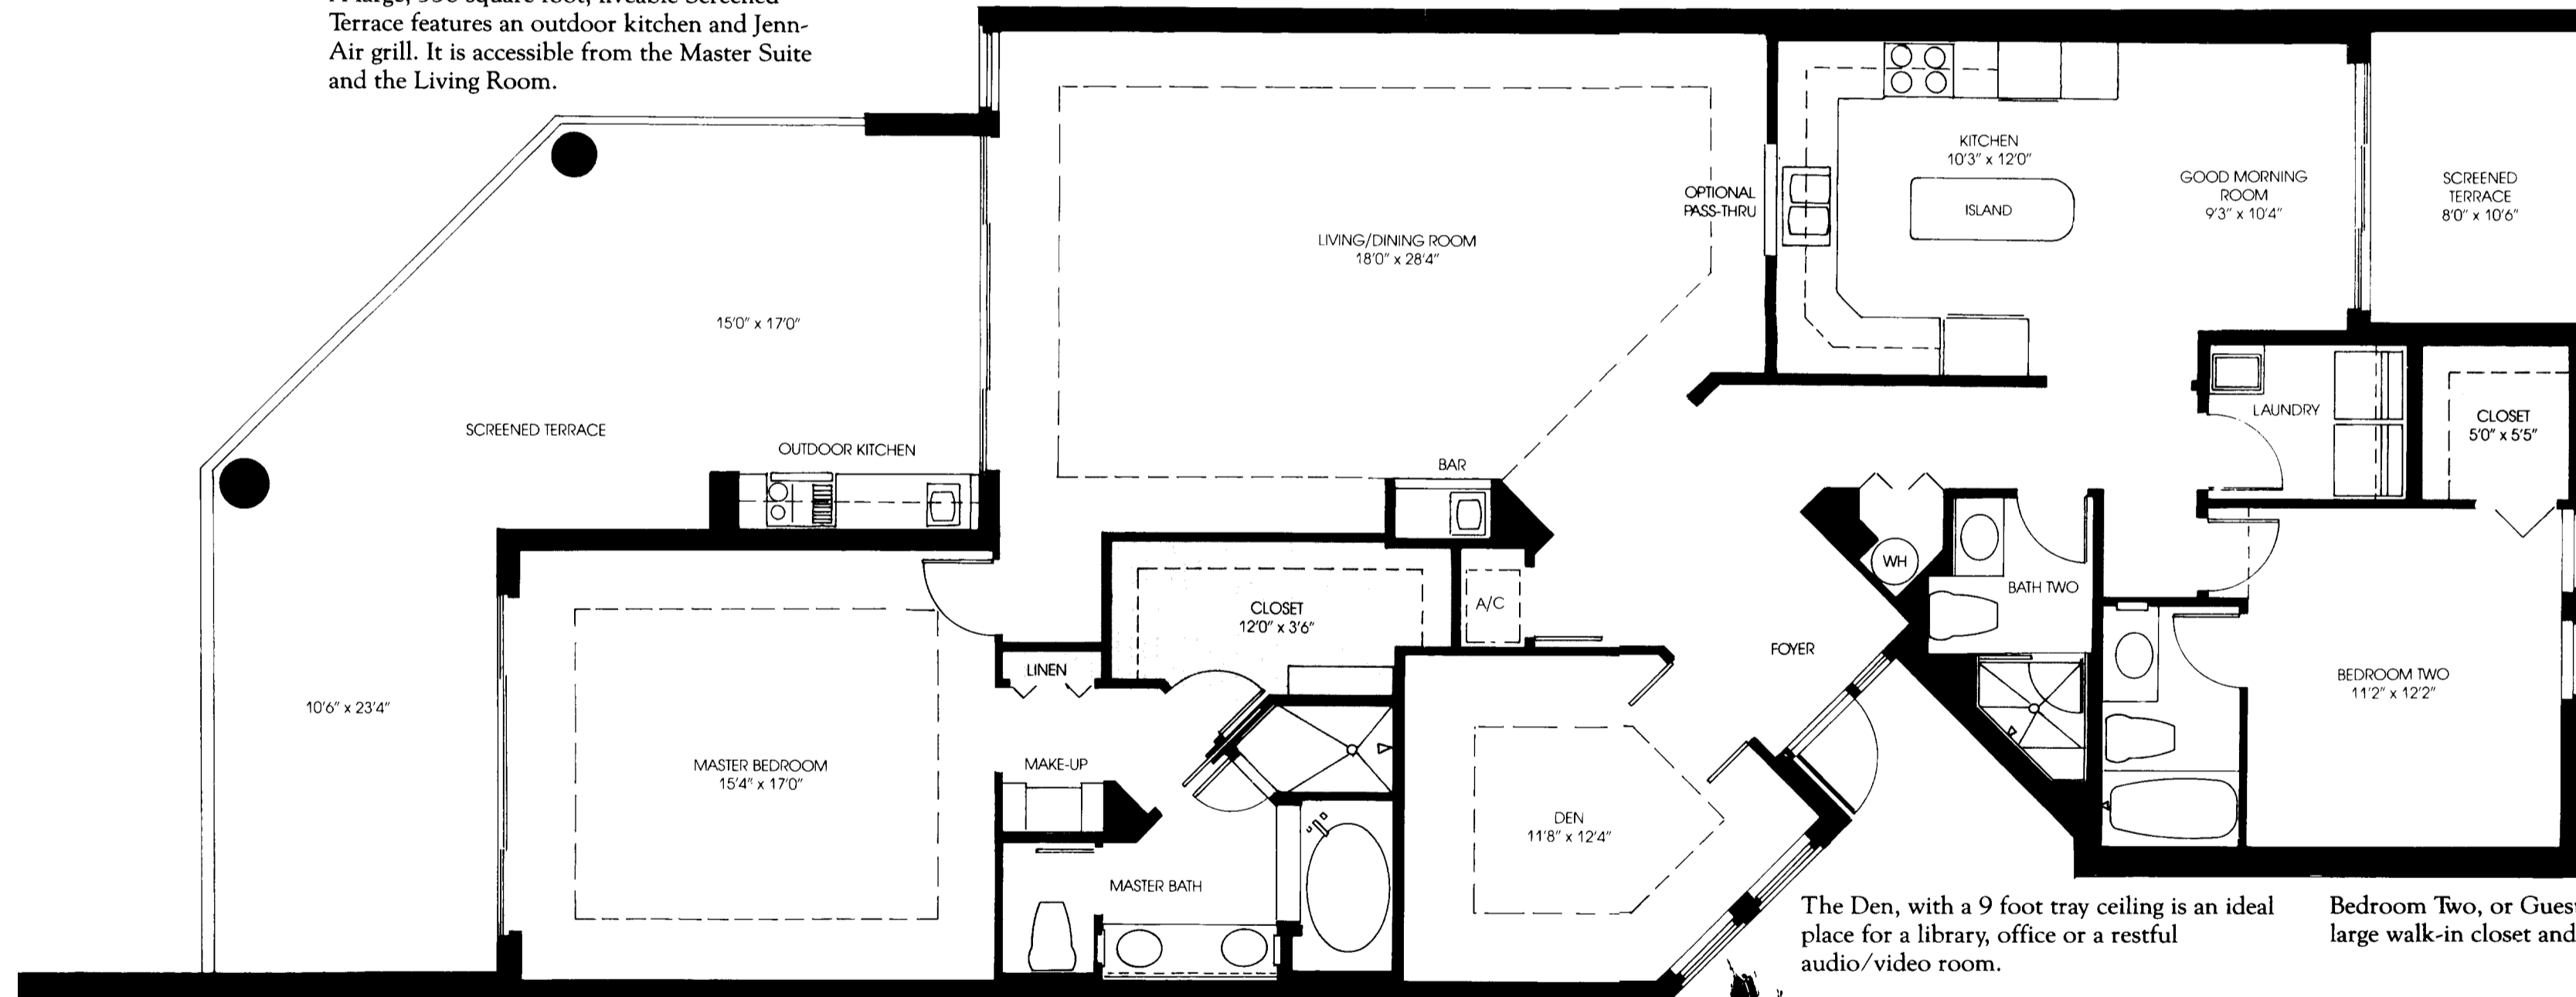 Terrace features an outdoor kitchen and Jenn-
Air grill. It is accessible from the Master Suite
and the Living Room.
KITCHEN
10'3" x 12'0"
ISLAND
GOOD MORNING
ROOM
9'3" x 10'4"
SCREENED
TERRACE
8'0" x 10'6"
OPTIONAL
PASS-THRU
LIVING/DINING ROOM
18'0" x 28'4"
15'0" x 17'0"
SCREENED TERRACE
OUTDOOR KITCHEN
BAR
LAUNDRY
CLOSET
5'0" x 5'5"
WH
BATH TWO
A/C
CLOSET
12'0" x 3'6"
FOYER
LINEN
BEDROOM TWO
11'2" x 12'2"
10'6" x 23'4"
MASTER BEDROOM
15'4" x 17'0"
MAKE-UP
DEN
11'8" x 12'4"
MASTER BATH
The Den, with a 9 foot tray ceiling is an ideal
place for a library, office or a restful
audio/video room.
Bedroom Two, or Gues
large walk-in closet and